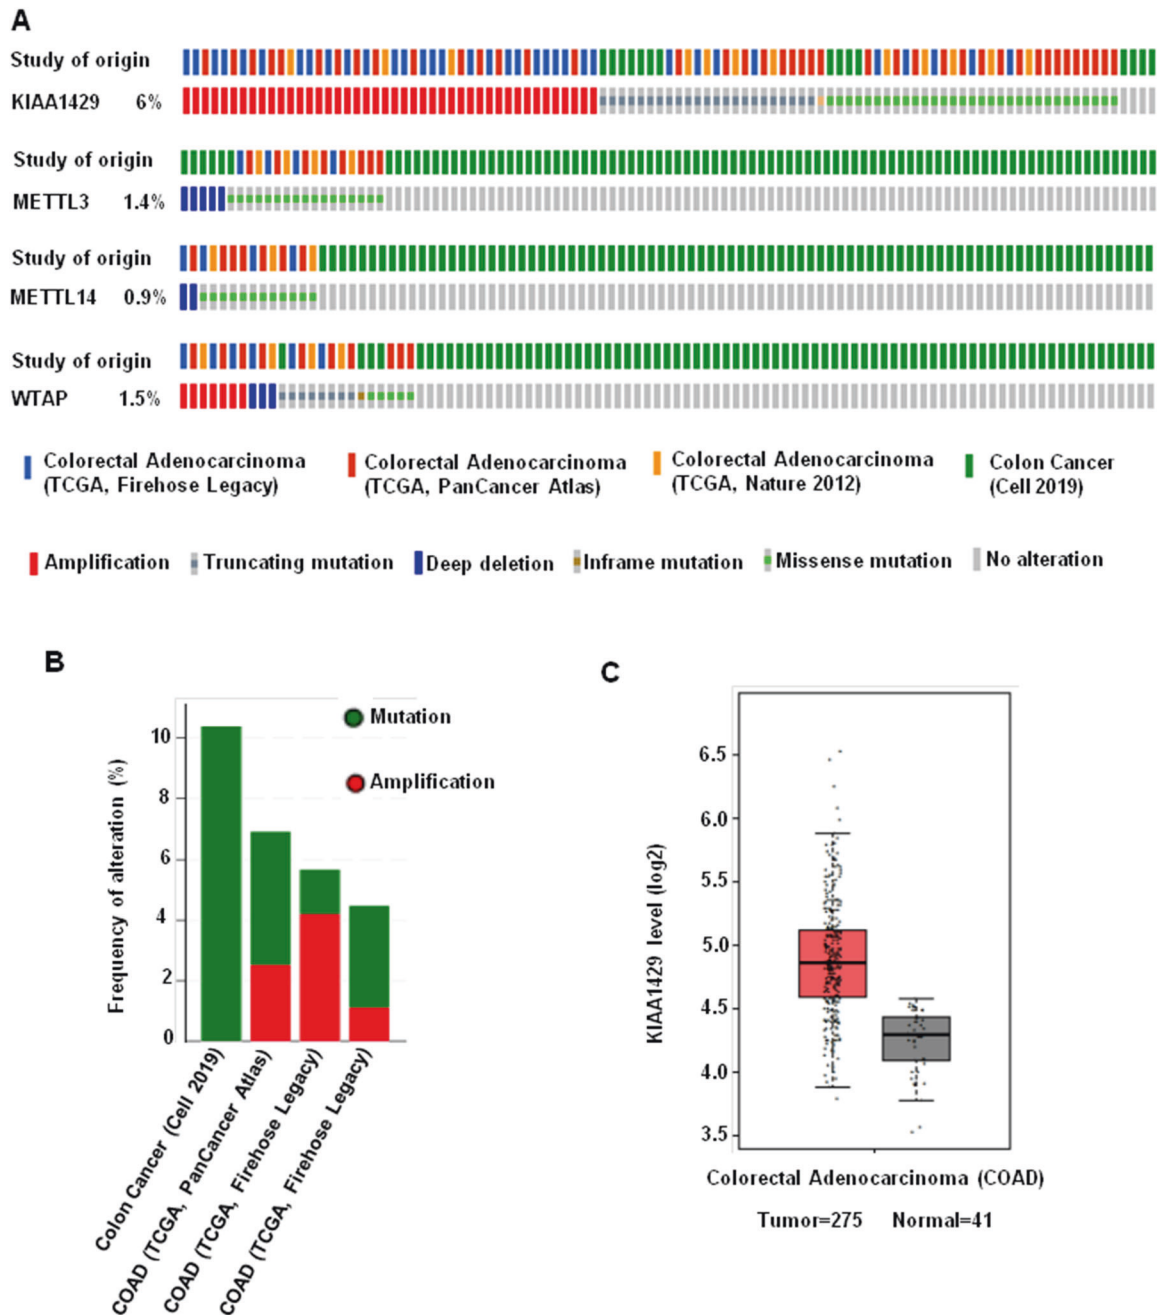 A
Study of origin
KIAA1429 6%
Study of origin
METTL3 1.4%
Study of origin
METTL14 0.9%
Study of origin
WTAP 1.5%
Colorectal Adenocarcinoma
(TCGA, Firehose Legacy)
Colorectal Adenocarcinoma
(TCGA, PanCancer Atlas)
Colorectal Adenocarcinoma
(TCGA, Nature 2012)
Colon Cancer
(Cell 2019)
Amplification
Truncating mutation
Deep deletion
Inframe mutation
Missense mutation
No alteration
B
Mutation
Amplification
Frequency of alteration (%)
10
8
6
4
2
0
Colon Cancer (Cell 2019)
COAD (TCGA, PanCancer Atlas)
COAD (TCGA, Firehose Legacy)
COAD (TCGA, Firehose Legacy)
C
KIAA1429 level (log2)
6.5
6.0
5.5
5.0
4.5
4.0
3.5
Colorectal Adenocarcinoma (COAD)
Tumor=275 Normal=41